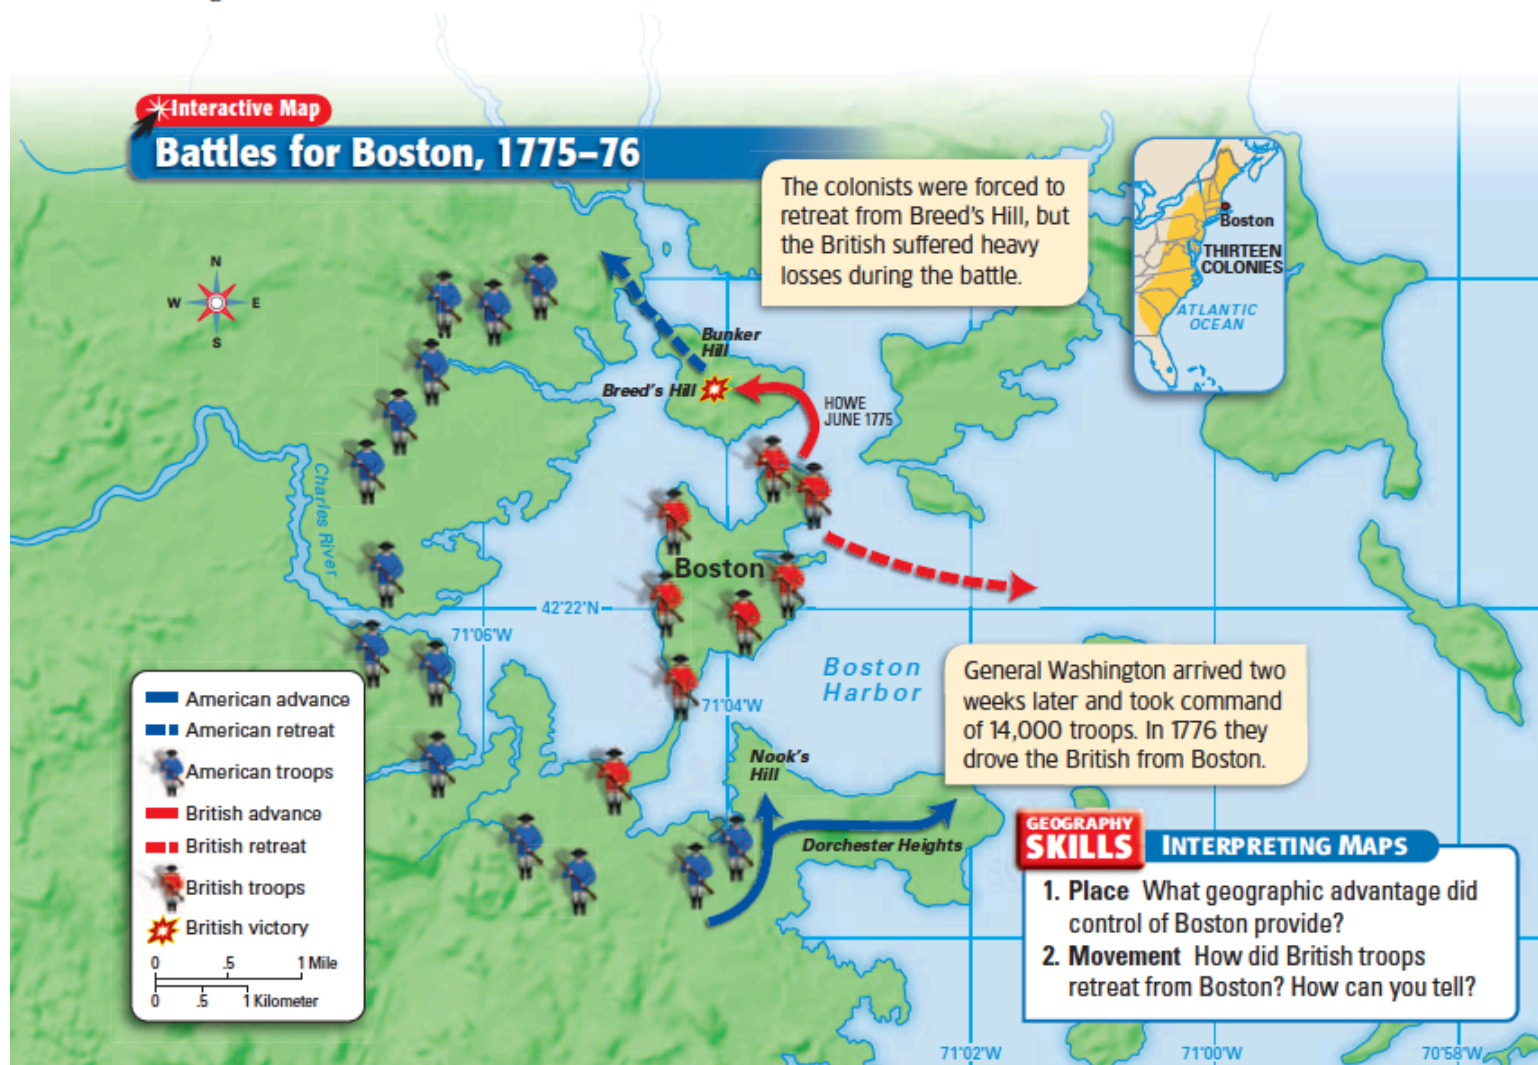 Interactive Map
Battles for Boston, 1775–76
The colonists were forced to
retreat from Breed's Hill, but
the British suffered heavy
losses during the battle.
Boston
THIRTEEN
COLONIES
ATLANTIC
OCEAN
N
W
E
S
Bunker
Hill
Breed's Hill
HOWE
JUNE 1775
Charles River
Boston
42°22'N
71°06'W
71°04'W
Boston
Harbor
General Washington arrived two
weeks later and took command
of 14,000 troops. In 1776 they
drove the British from Boston.
Nook's
Hill
Dorchester Heights
American advance
American retreat
American troops
British advance
British retreat
British troops
British victory
0 .5 1 Mile
0 .5 1 Kilometer
GEOGRAPHY
SKILLS
INTERPRETING MAPS
1. Place What geographic advantage did
control of Boston provide?
2. Movement How did British troops
retreat from Boston? How can you tell?
71°02'W
71°00'W
70°58'W